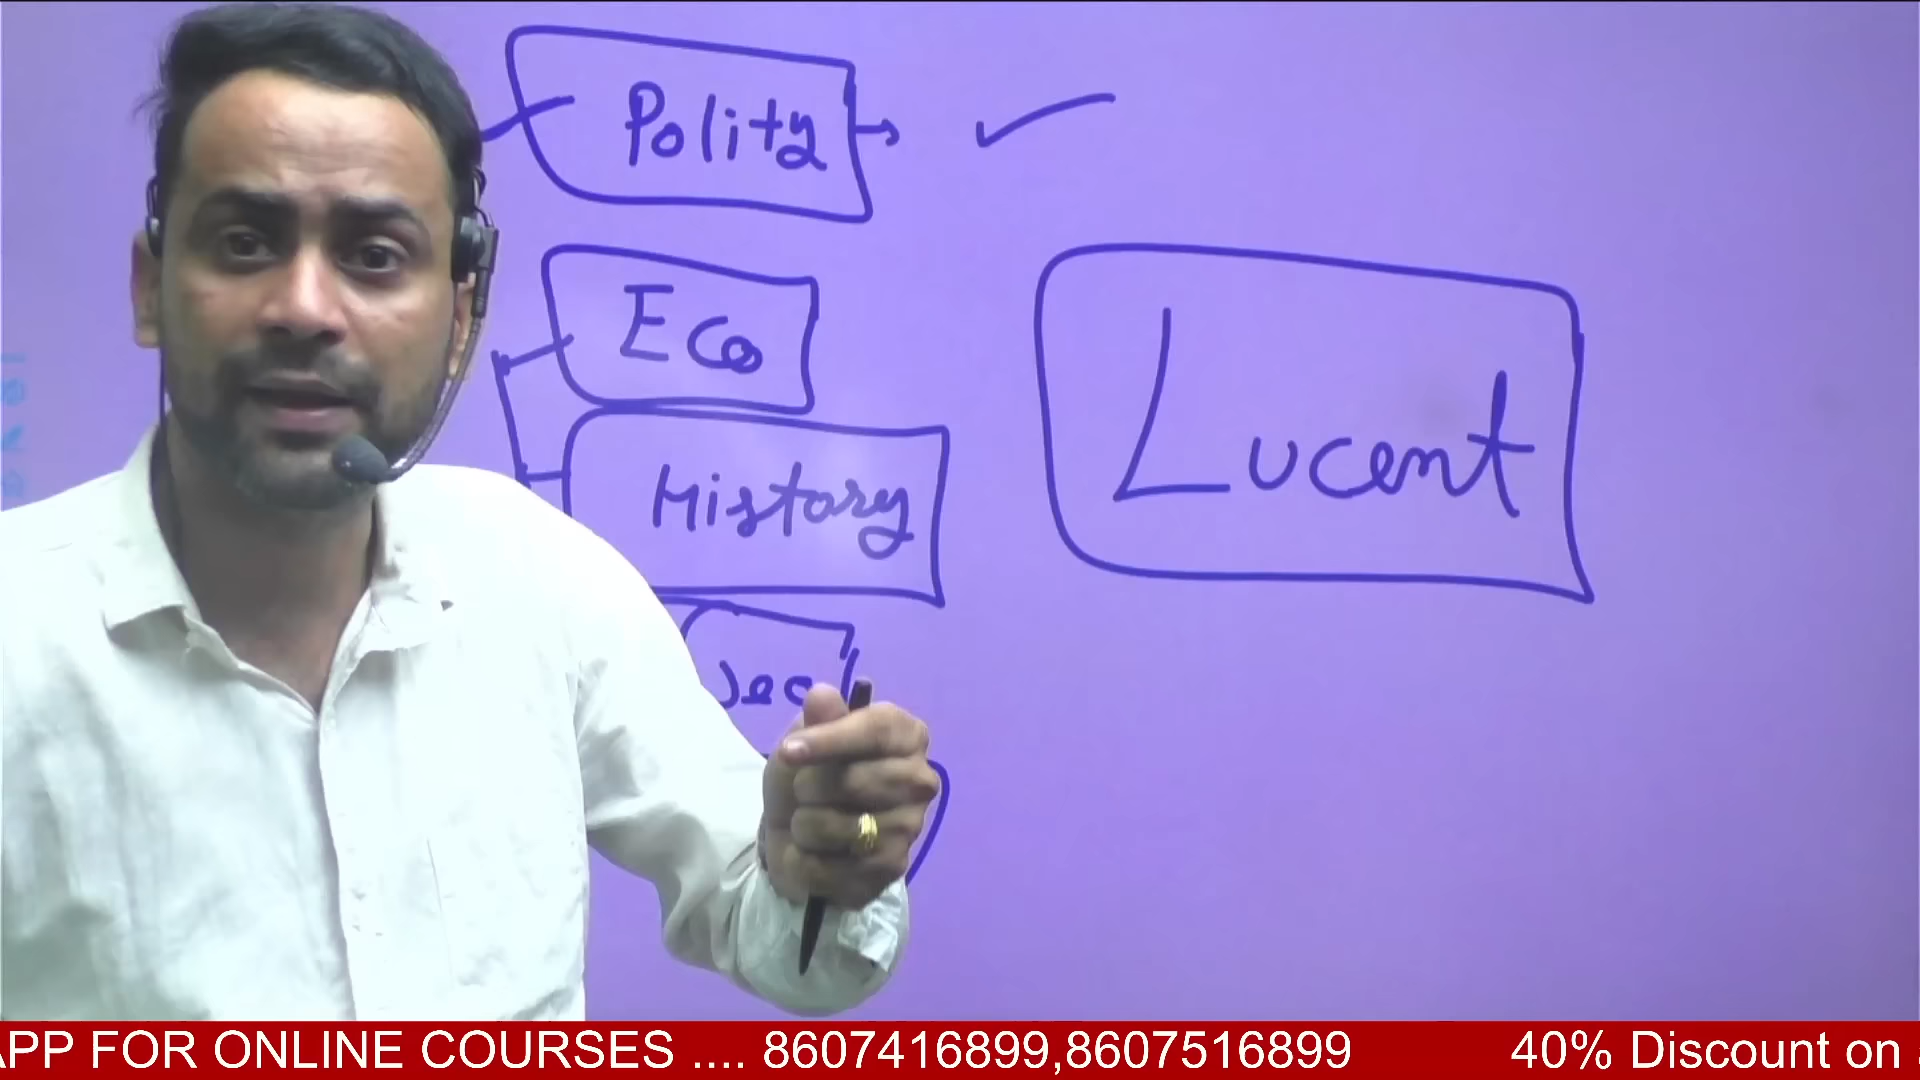 Polity
Eco
History
Lucent
APP FOR ONLINE COURSES .... 8607416899,8607516899 40% Discount on